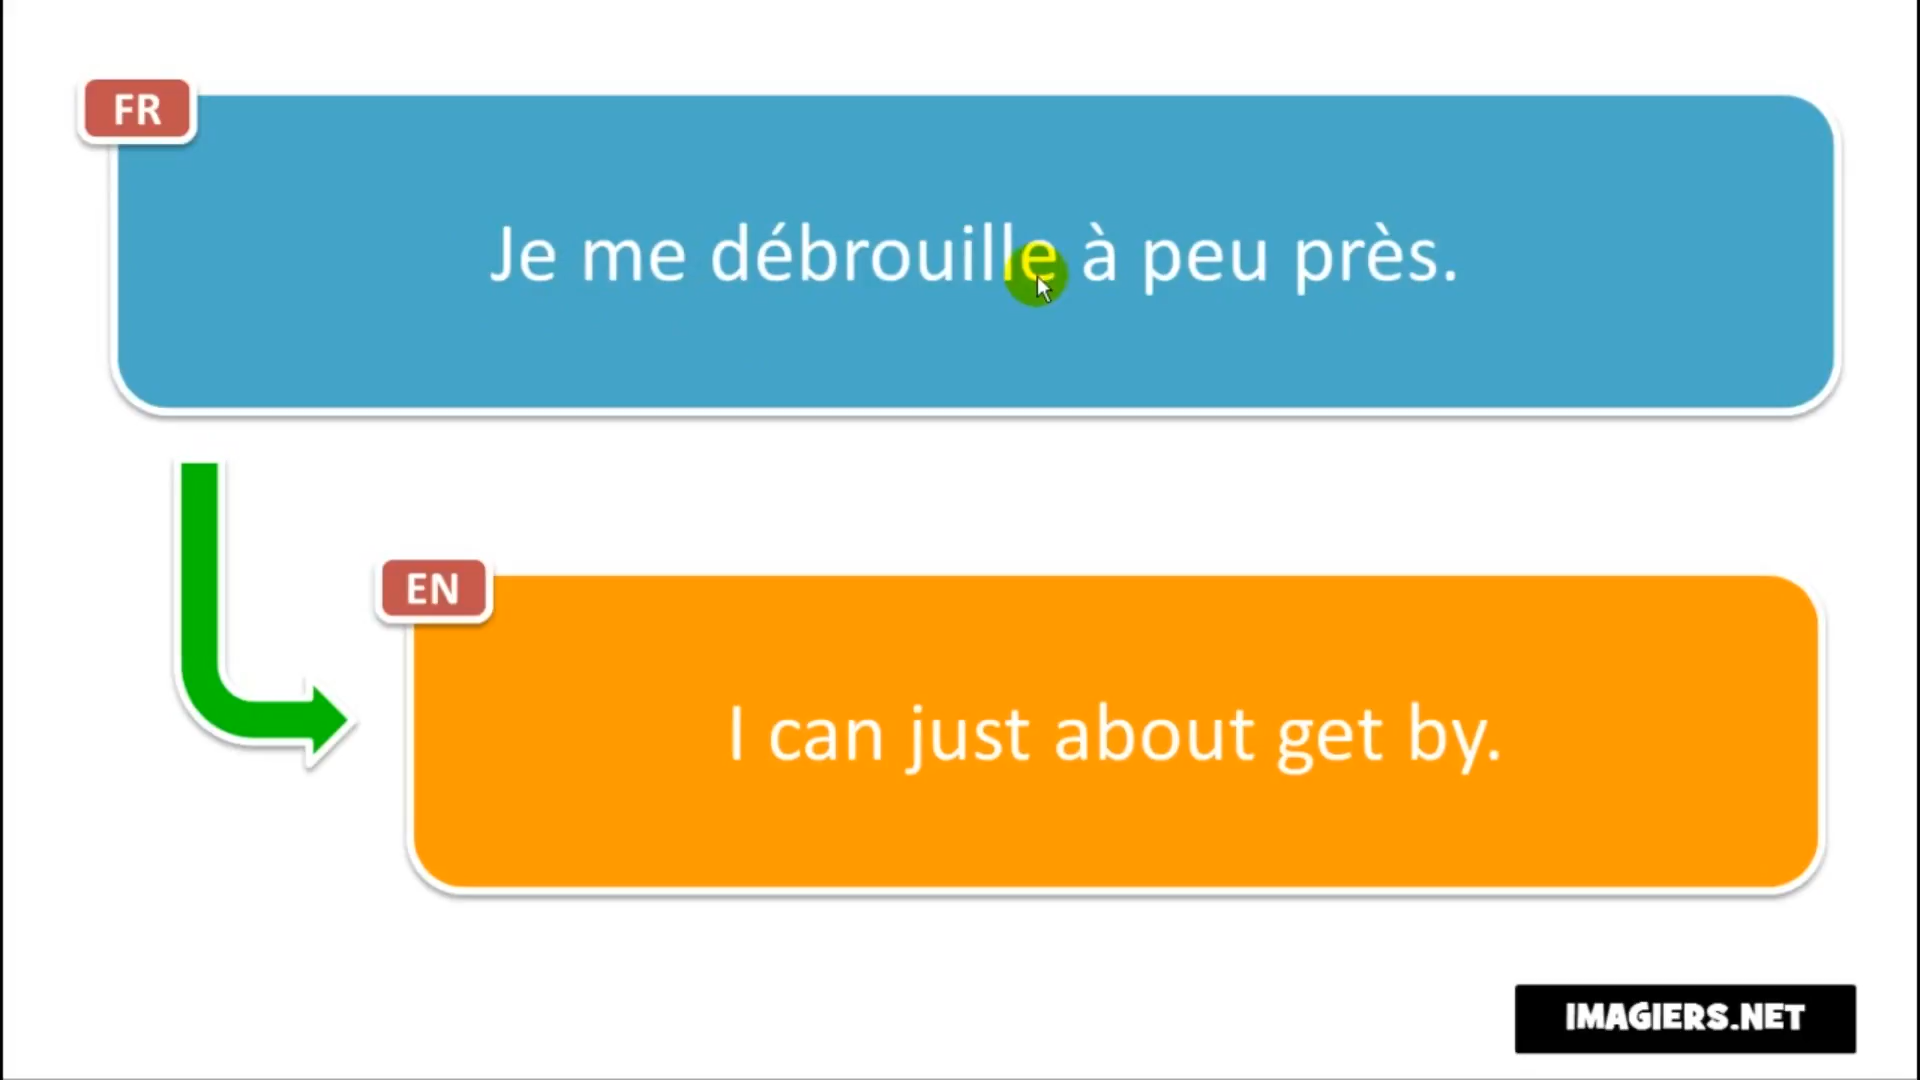 FR
Je me débrouille à peu près.
EN
I can just about get by.
IMAGIERS.NET